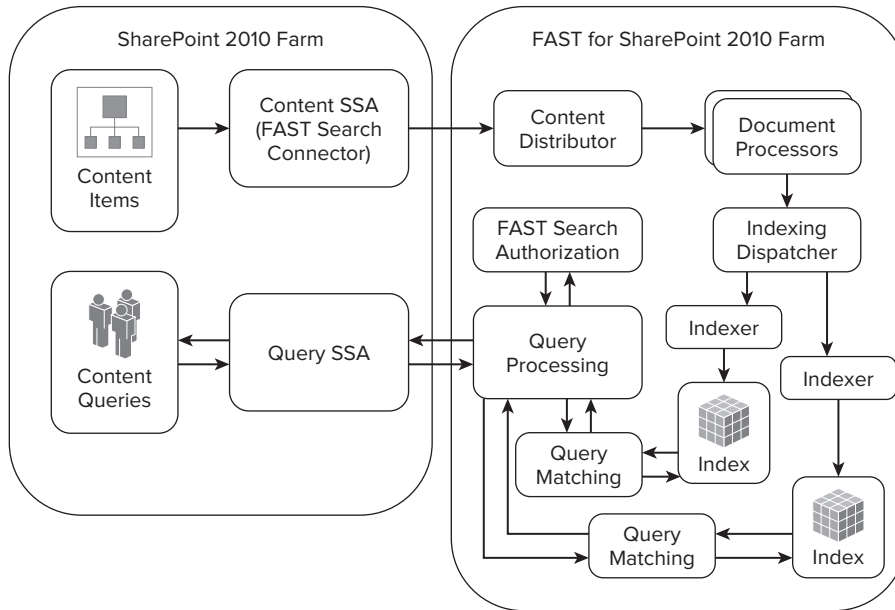 SharePoint 2010 Farm
FAST for SharePoint 2010 Farm
Content
Items
Content SSA
(FAST Search
Connector)
Content
Distributor
Document
Processors
FAST Search
Authorization
Indexing
Dispatcher
Content
Queries
Query SSA
Query
Processing
Indexer
Indexer
Query
Matching
Index
Query
Matching
Index